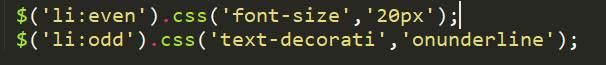 $('li:even').css('font-size','20px');
$('li:odd').css('text-decorati','onunderline');